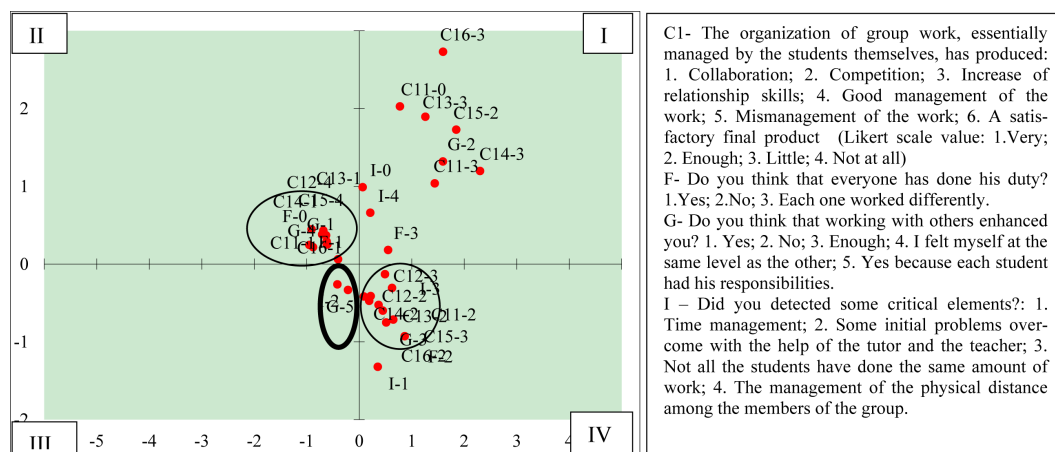 II
I
C16-3
C11-0
C13-3
2
C15-2
G-2
C14-3
C11-3
C13-1
I-0
C12-4
1
I-4
C14-1
C15-4
F-0
G-1
G-4
F-3
C11-1
C16-1
0
C12-3
I-3
C12-2
G-5
C14-2
C13-2
C11-2
-1
G-3
C15-3
C16-2
F-2
I-1
-2
III
-5
-4
-3
-2
-1
0
1
2
3
4
IV
C1- The organization of group work, essentially
managed by the students themselves, has produced:
1. Collaboration; 2. Competition; 3. Increase of
relationship skills; 4. Good management of the
work; 5. Mismanagement of the work; 6. A satis-
factory final product (Likert scale value: 1.Very;
2. Enough; 3. Little; 4. Not at all)
F- Do you think that everyone has done his duty?
1.Yes; 2.No; 3. Each one worked differently.
G- Do you think that working with others enhanced
you? 1. Yes; 2. No; 3. Enough; 4. I felt myself at the
same level as the other; 5. Yes because each student
had his responsibilities.
I – Did you detected some critical elements?: 1.
Time management; 2. Some initial problems over-
come with the help of the tutor and the teacher; 3.
Not all the students have done the same amount of
work; 4. The management of the physical distance
among the members of the group.